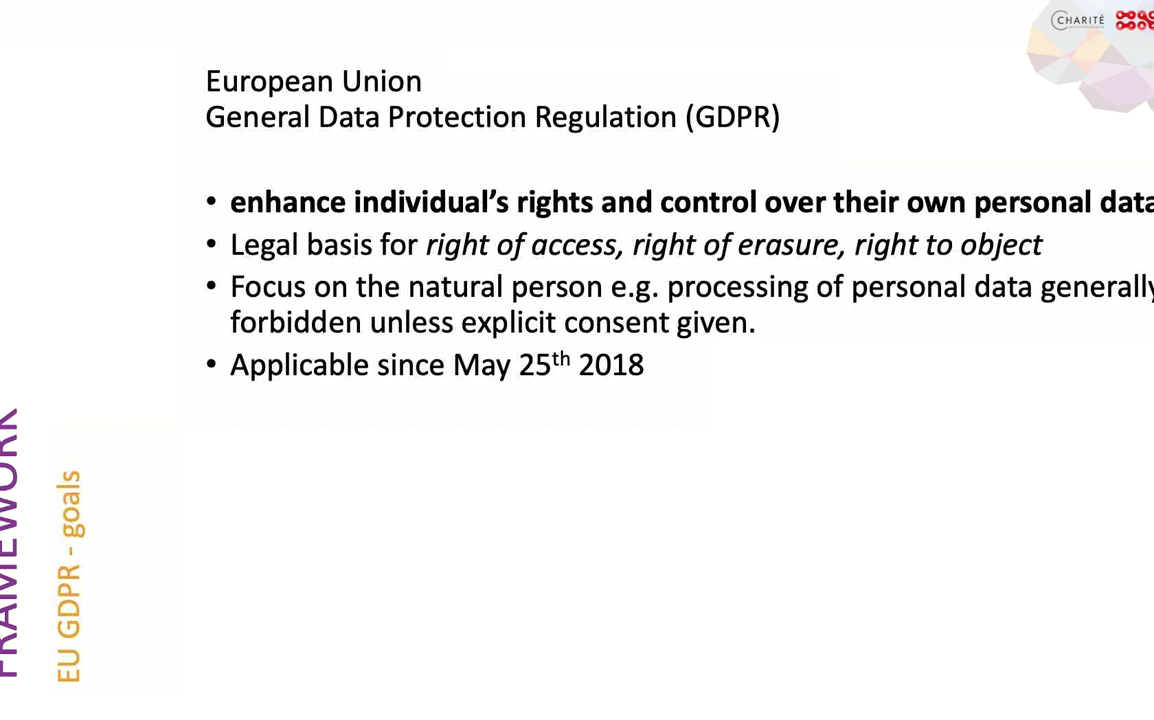 CHARITÉ
European Union
General Data Protection Regulation (GDPR)
• enhance individual’s rights and control over their own personal data
• Legal basis for right of access, right of erasure, right to object
• Focus on the natural person e.g. processing of personal data generally
forbidden unless explicit consent given.
• Applicable since May 25th 2018
FRAMEWORK
EU GDPR - goals